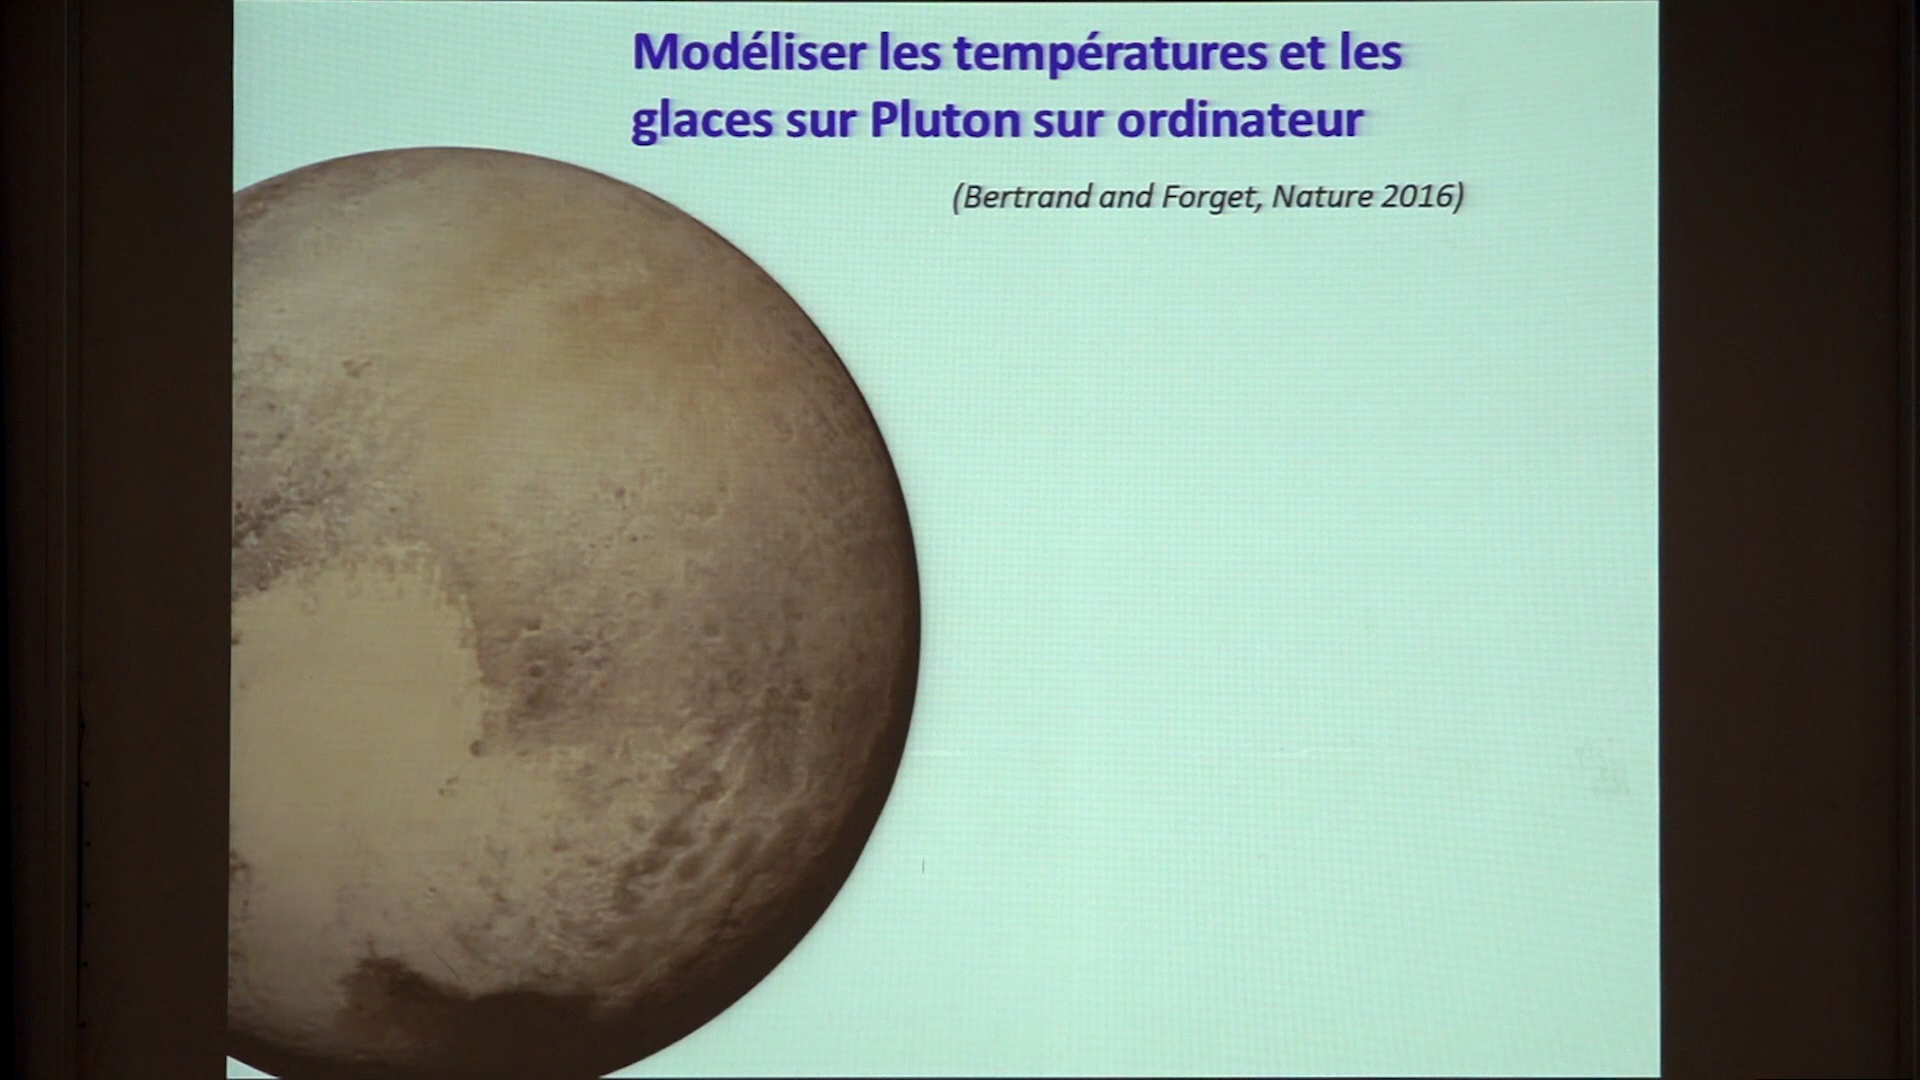 Modéliser les températures et les
glaces sur Pluton sur ordinateur
(Bertrand and Forget, Nature 2016)